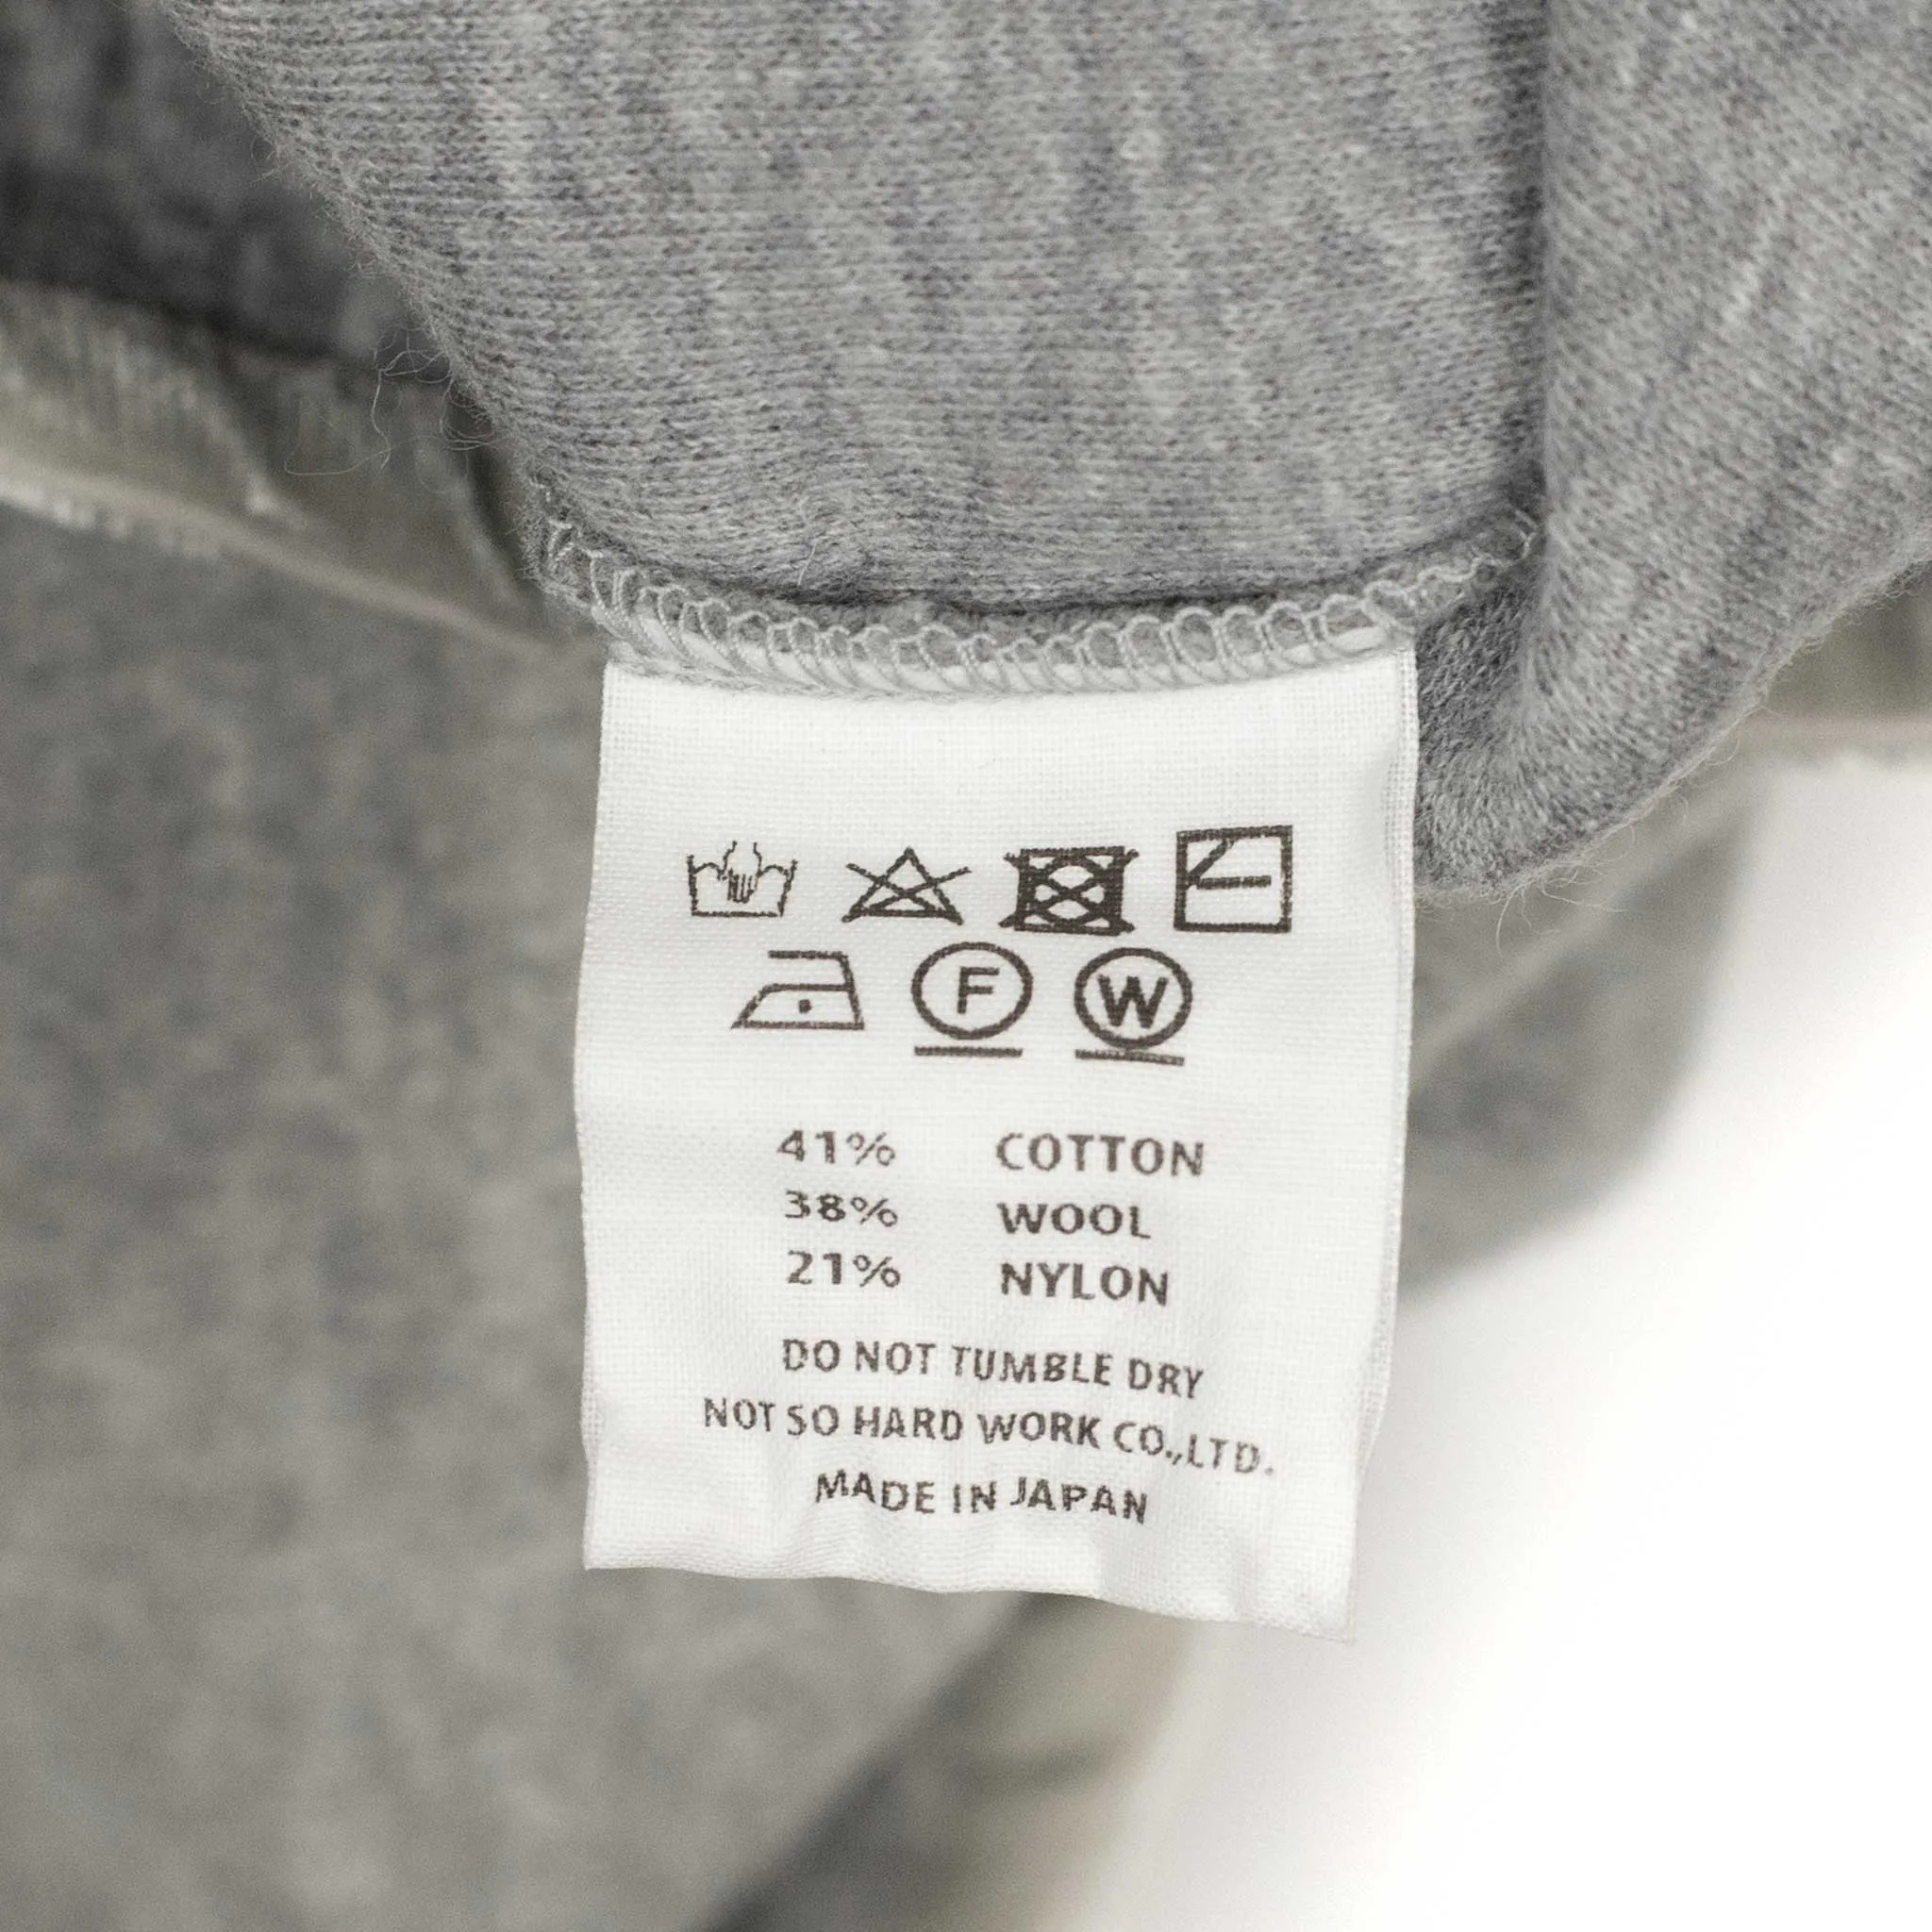 F W
41% COTTON
38% WOOL
21% NYLON
DO NOT TUMBLE DRY
NOT SO HARD WORK CO.,LTD.
MADE IN JAPAN